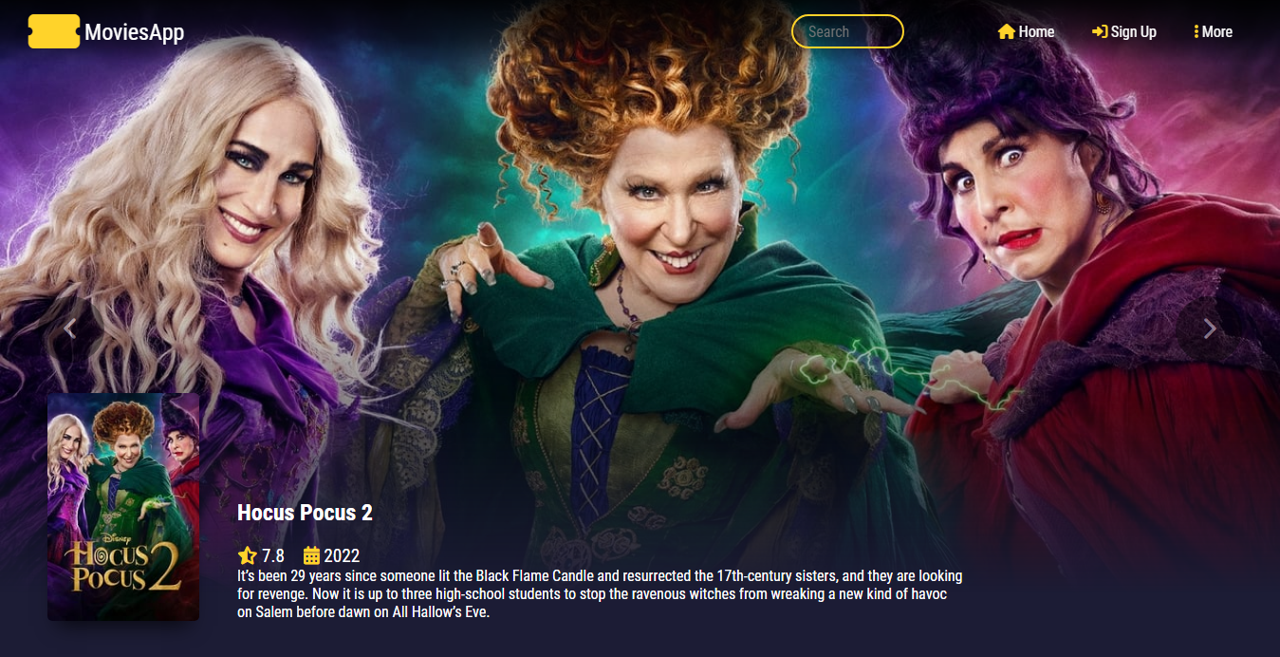 MoviesApp
Search
Home
Sign Up
More
Disney
HOCUS
POCUS 2
Hocus Pocus 2
7.8
2022
It's been 29 years since someone lit the Black Flame Candle and resurrected the 17th-century sisters, and they are looking
for revenge. Now it is up to three high-school students to stop the ravenous witches from wreaking a new kind of havoc
on Salem before dawn on All Hallow's Eve.